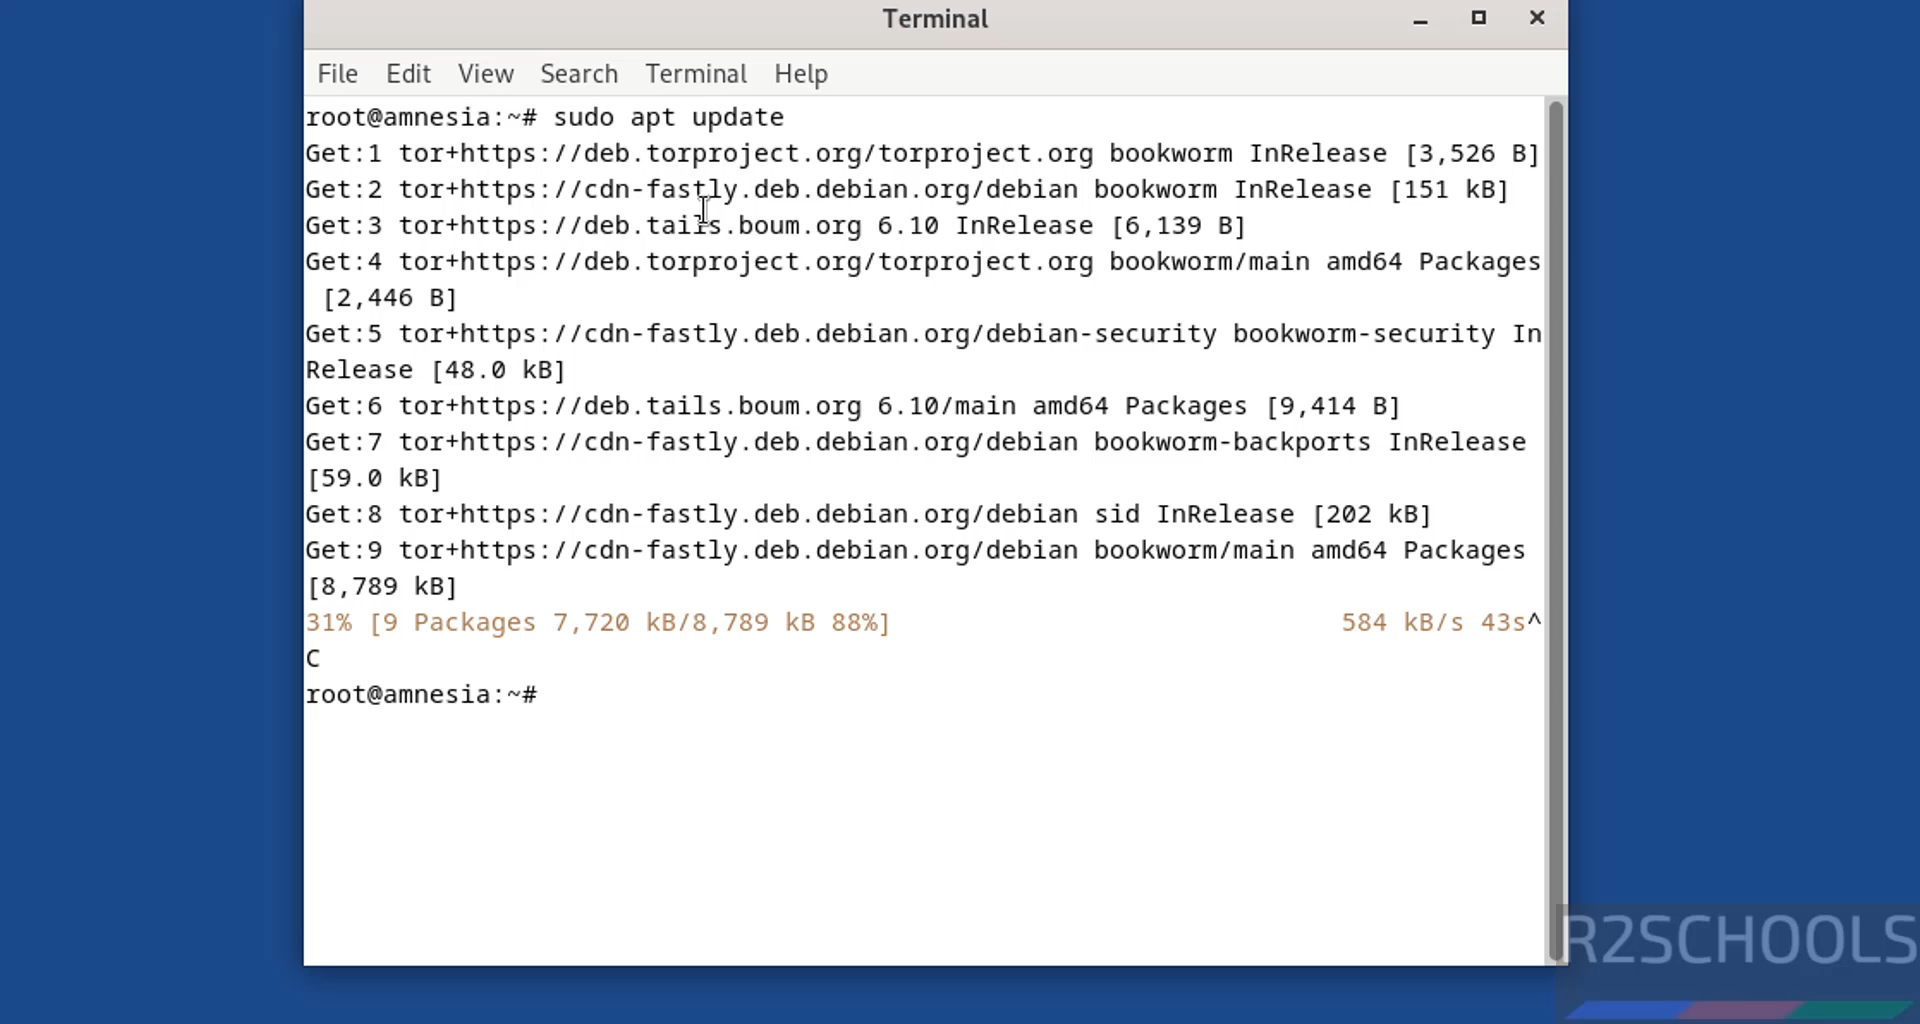 Terminal
File Edit View Search Terminal Help
root@amnesia:~# sudo apt update
Get:1 tor+https://deb.torproject.org/torproject.org bookworm InRelease [3,526 B]
Get:2 tor+https://cdn-fastly.deb.debian.org/debian bookworm InRelease [151 kB]
Get:3 tor+https://deb.tails.boum.org 6.10 InRelease [6,139 B]
Get:4 tor+https://deb.torproject.org/torproject.org bookworm/main amd64 Packages
 [2,446 B]
Get:5 tor+https://cdn-fastly.deb.debian.org/debian-security bookworm-security In
Release [48.0 kB]
Get:6 tor+https://deb.tails.boum.org 6.10/main amd64 Packages [9,414 B]
Get:7 tor+https://cdn-fastly.deb.debian.org/debian bookworm-backports InRelease
[59.0 kB]
Get:8 tor+https://cdn-fastly.deb.debian.org/debian sid InRelease [202 kB]
Get:9 tor+https://cdn-fastly.deb.debian.org/debian bookworm/main amd64 Packages
[8,789 kB]
31% [9 Packages 7,720 kB/8,789 kB 88%] 584 kB/s 43s^
C
root@amnesia:~#
R2SCHOOLS